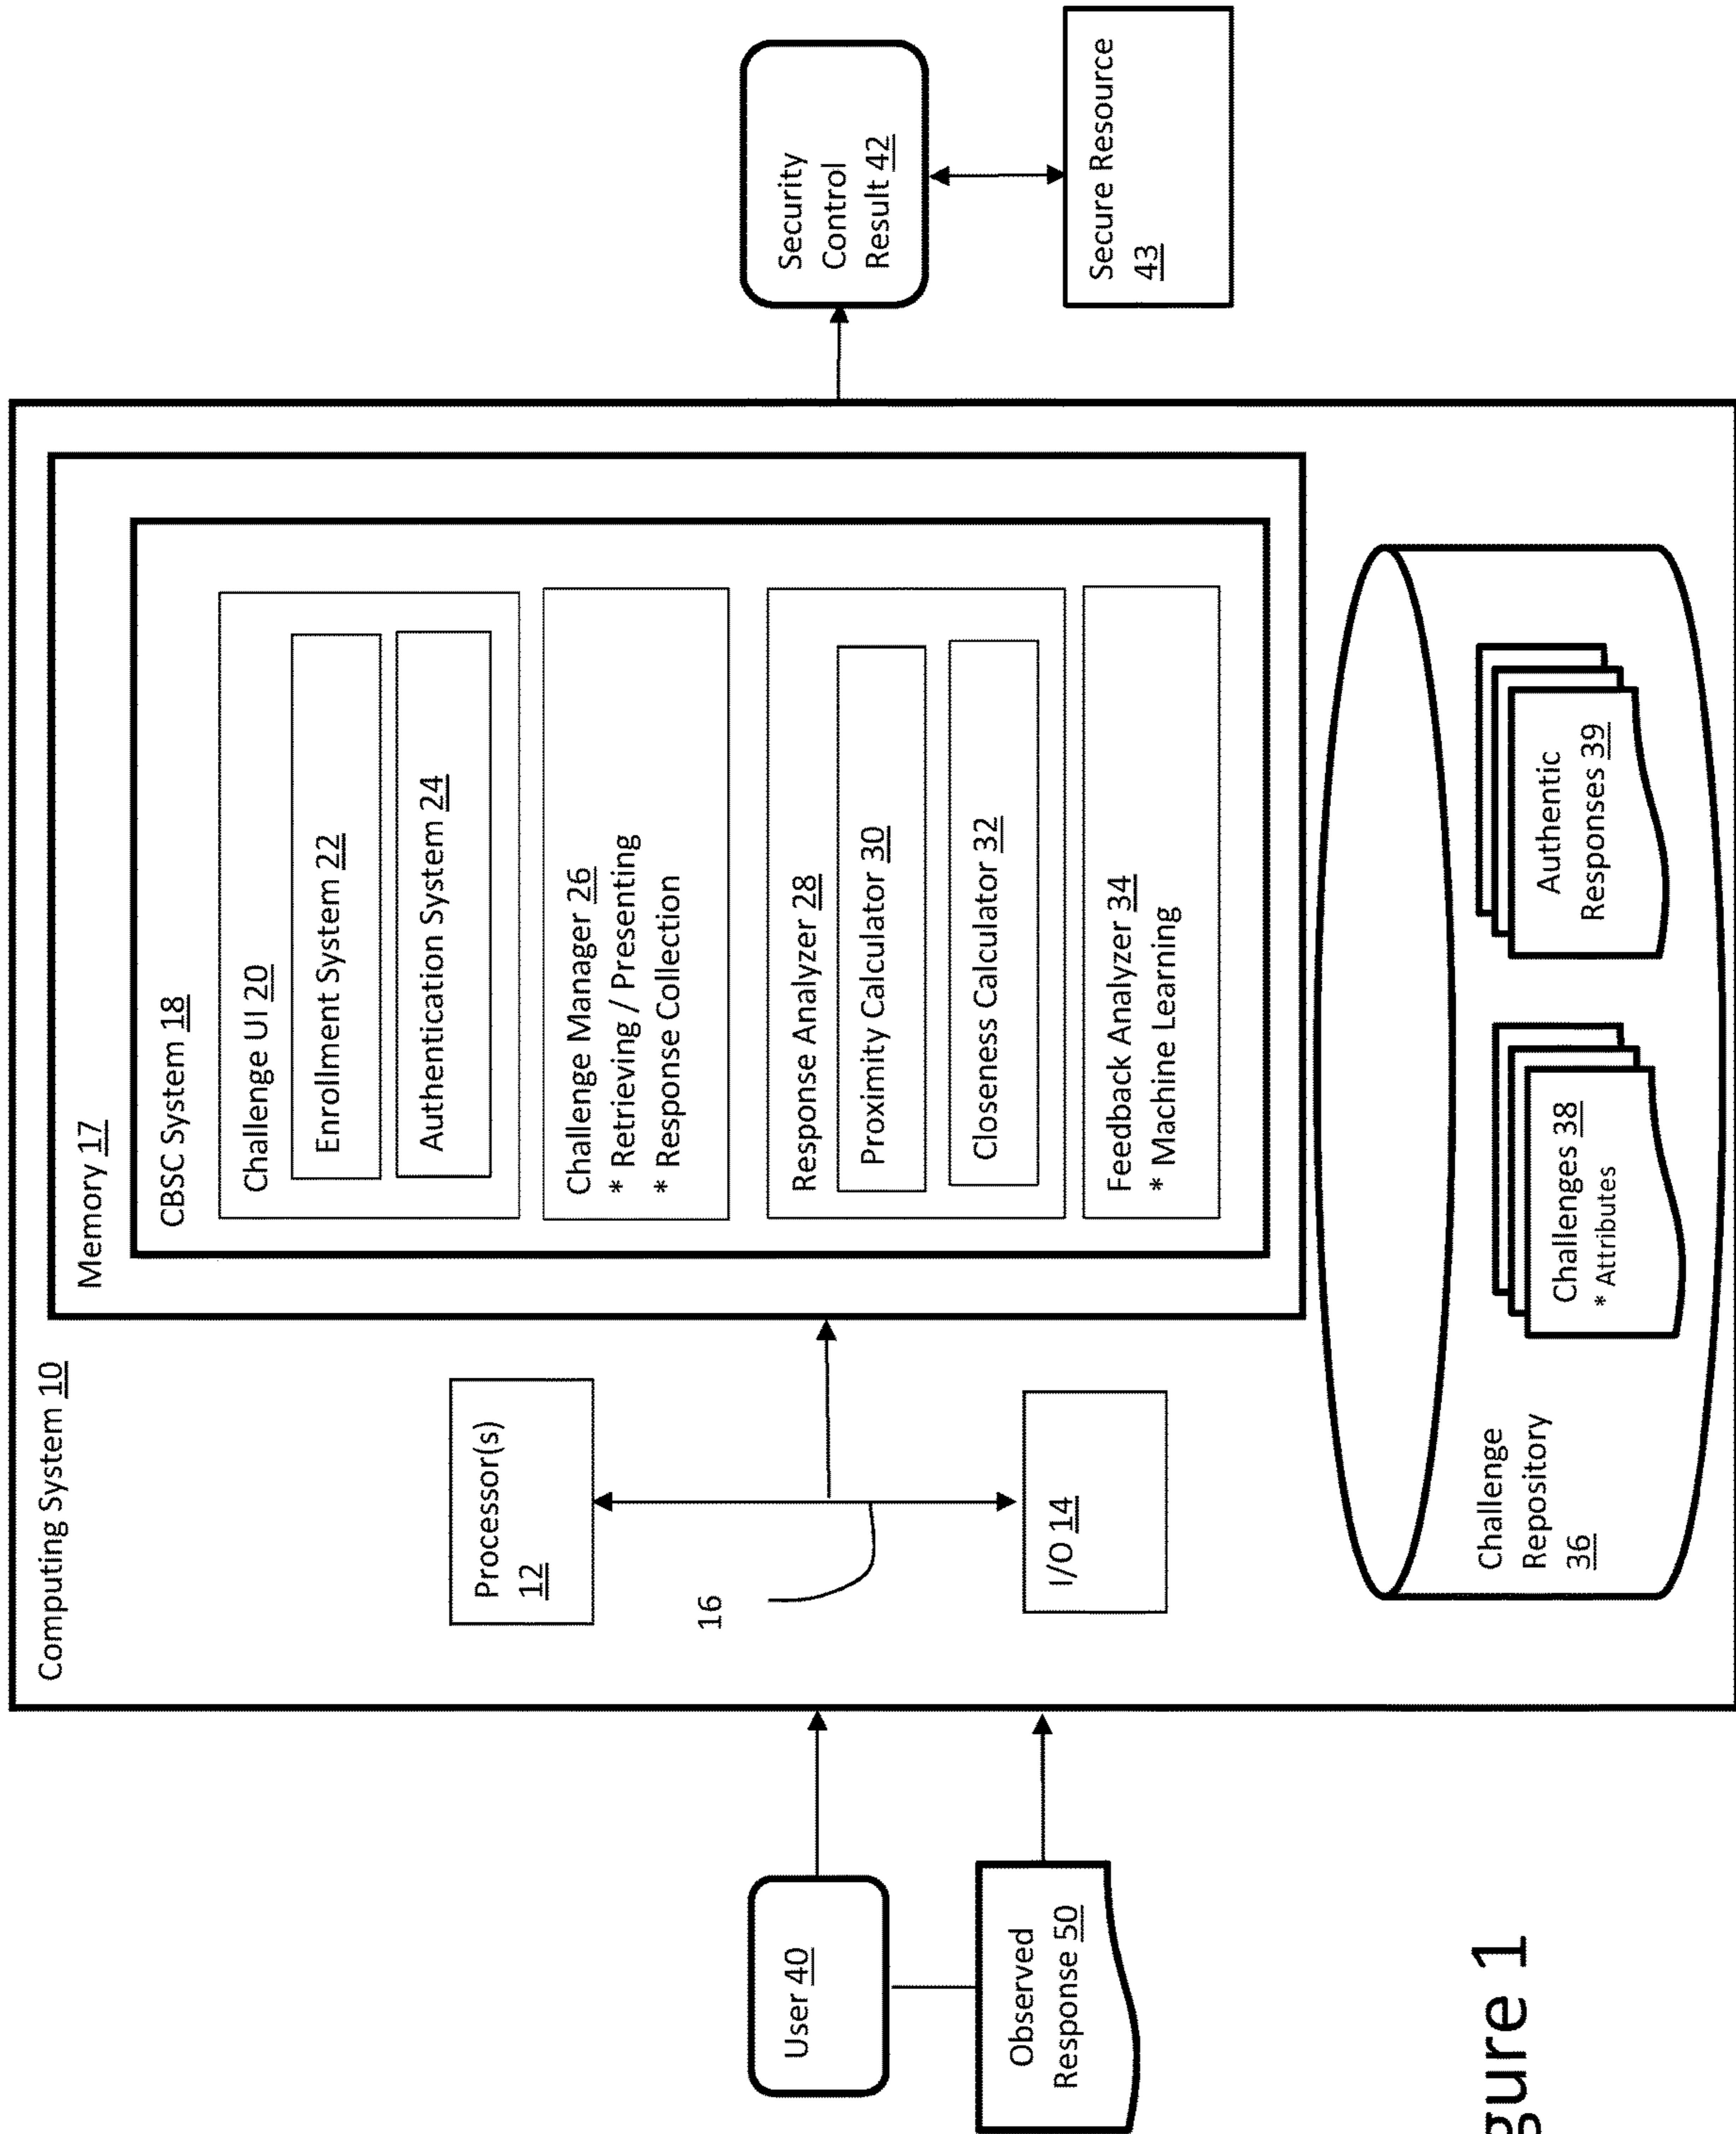 Computing System 10
Memory 17
CBSC System 18
Challenge UI 20
Enrollment System 22
Authentication System 24
Challenge Manager 26
* Retrieving / Presenting
* Response Collection
Response Analyzer 28
Proximity Calculator 30
Closeness Calculator 32
Feedback Analyzer 34
* Machine Learning
Processor(s)
12
16
I/O 14
Challenge
Repository
36
Challenges 38
* Attributes
Authentic
Responses 39
User 40
Observed
Response 50
Security
Control
Result 42
Secure Resource
43
gure 1